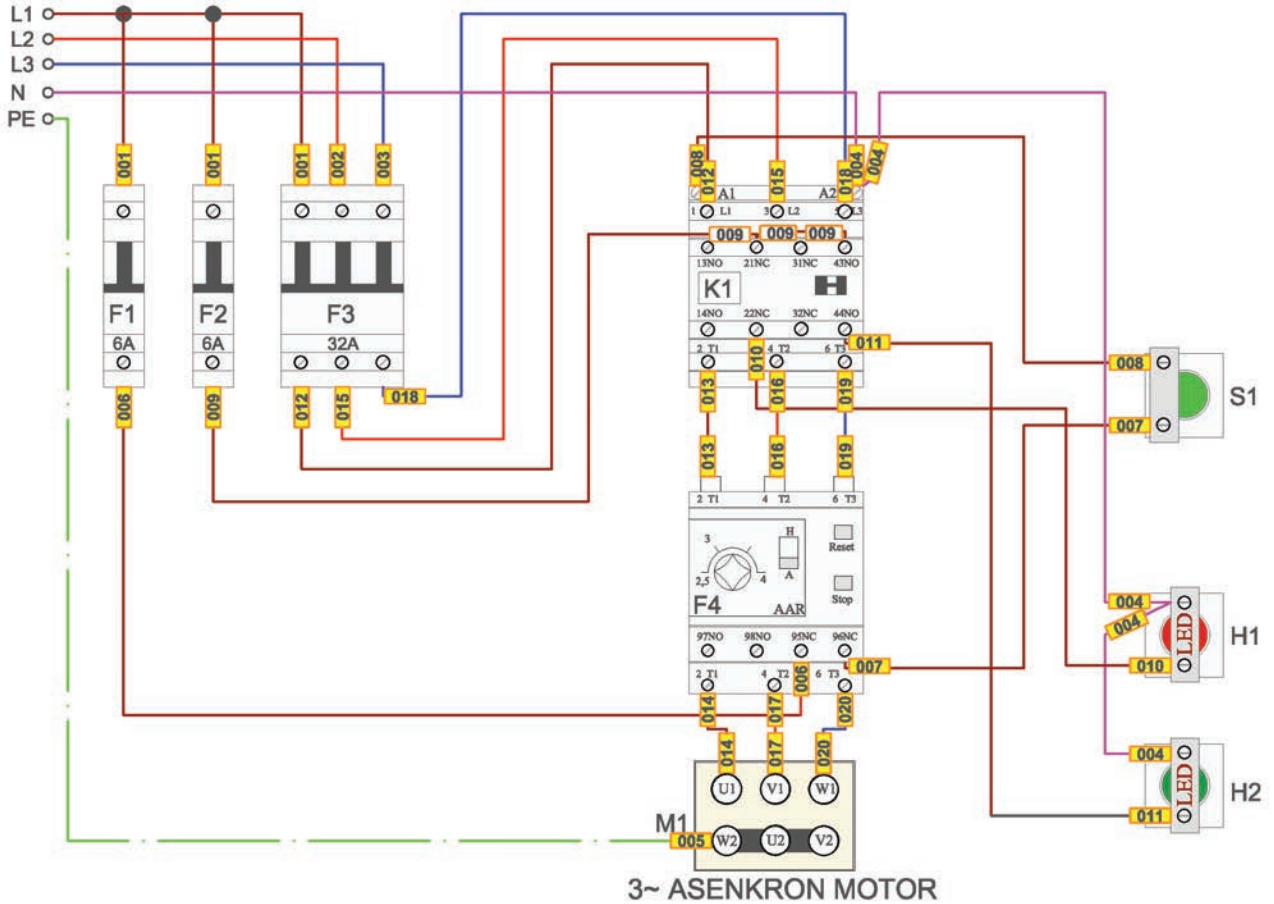 L1
L2
L3
N
PE
001 001 001 002 003
008 012 015 018 004 004
A1 A2
1 L1 3 L2 5 L3
009 009 009
13NO 21NC 31NC 43NO
K1 H
14NO 22NC 32NC 44NO
2 T1 4 T2 6 T3 011
010
F1 F2 F3
6A 6A 32A
006 009 012 015 018
013 016 019
013 016 019
008
007
S1
2 T1 4 T2 6 T3
3 H Reset
2,5 4 A Stop
F4 AAR
97NO 98NO 95NC 96NC
2 T1 4 T2 6 T3
006 007
014 017 020
014 017 020
004
004
LED
010
H1
004
LED
011
H2
U1 V1 W1
M1
005
W2 U2 V2
3~ ASENKRON MOTOR